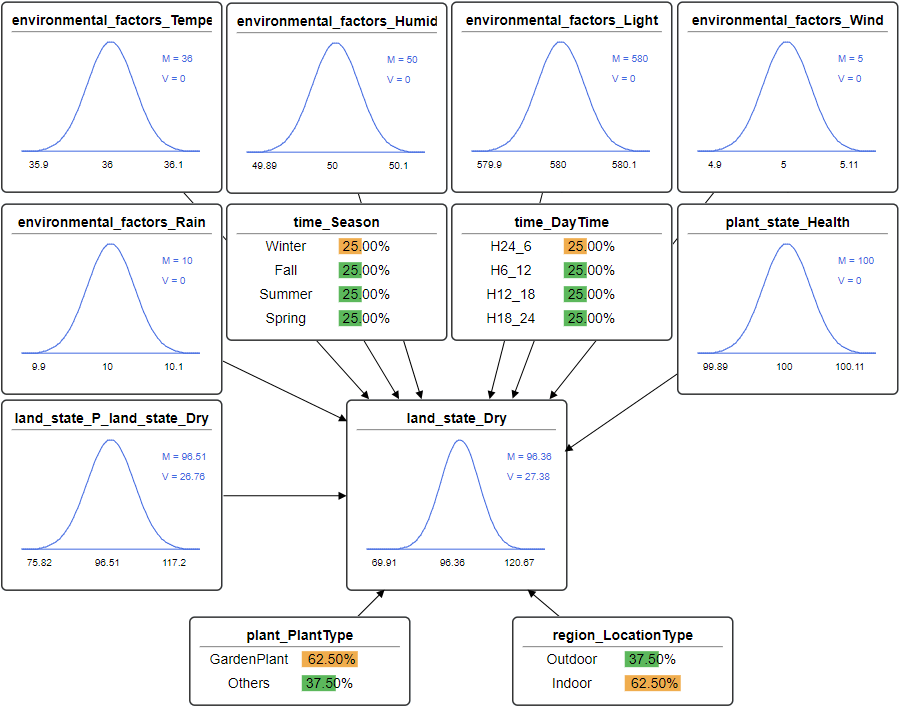 environmental_factors_Tempe
M = 36
V = 0
35.9 36 36.1
environmental_factors_Humid
M = 50
V = 0
49.89 50 50.1
environmental_factors_Light
M = 580
V = 0
579.9 580 580.1
environmental_factors_Wind
M = 5
V = 0
4.9 5 5.11
environmental_factors_Rain
M = 10
V = 0
9.9 10 10.1
time_Season
Winter 25.00%
Fall 25.00%
Summer 25.00%
Spring 25.00%
time_DayTime
H24_6 25.00%
H6_12 25.00%
H12_18 25.00%
H18_24 25.00%
plant_state_Health
M = 100
V = 0
99.89 100 100.11
land_state_P_land_state_Dry
M = 96.51
V = 26.76
75.82 96.51 117.2
land_state_Dry
M = 96.36
V = 27.38
69.91 96.36 120.67
plant_PlantType
GardenPlant 62.50%
Others 37.50%
region_LocationType
Outdoor 37.50%
Indoor 62.50%